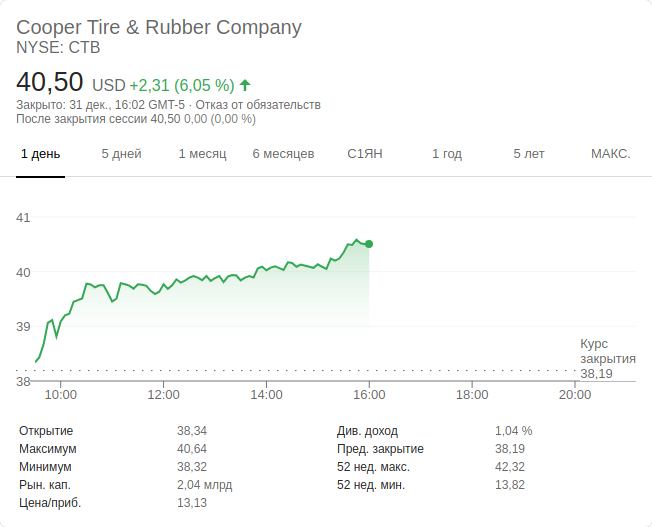 Cooper Tire & Rubber Company
NYSE: CTB
40,50 USD +2,31 (6,05 %)
Закрыто: 31 дек., 16:02 GMT-5 · Отказ от обязательств
После закрытия сессии 40,50 0,00 (0,00 %)
1 день 5 дней 1 месяц 6 месяцев С1ЯН 1 год 5 лет МАКС.
41
40
39
38
Курс
закрытия
38,19
10:00 12:00 14:00 16:00 18:00 20:00
Открытие 38,34 Див. доход 1,04 %
Максимум 40,64 Пред. закрытие 38,19
Минимум 38,32 52 нед. макс. 42,32
Рын. кап. 2,04 млрд 52 нед. мин. 13,82
Цена/приб. 13,13